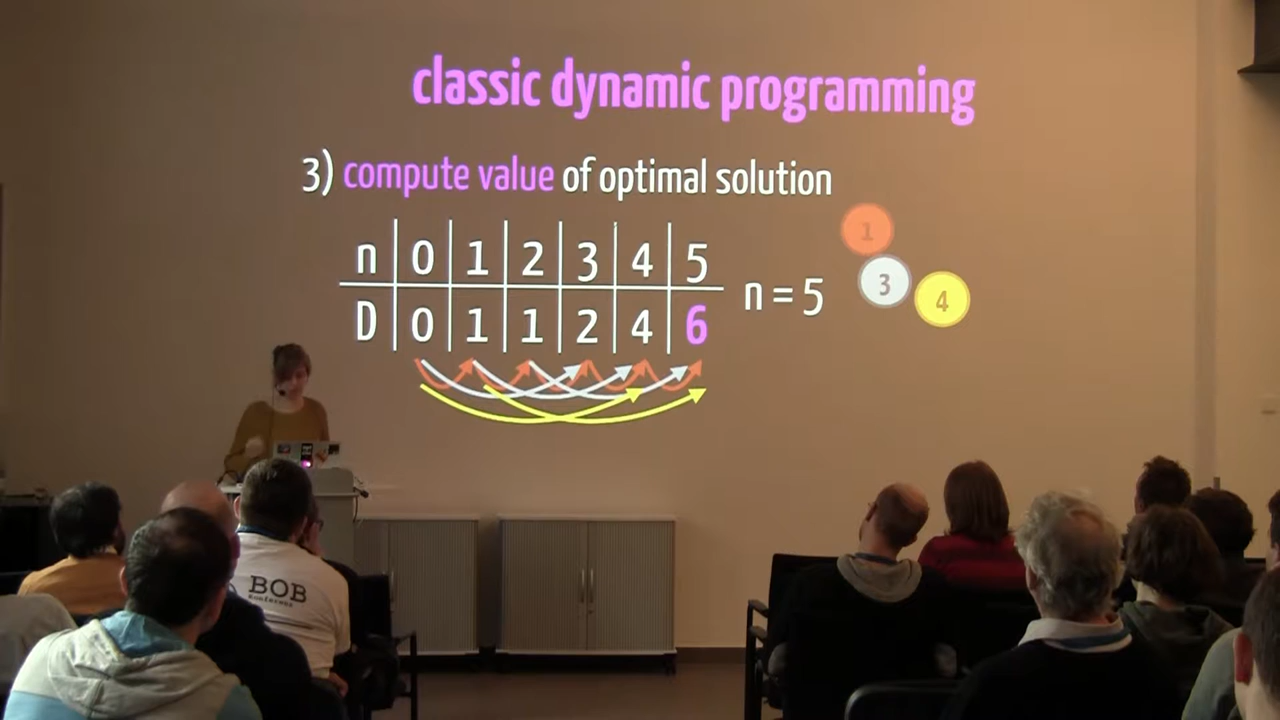 classic dynamic programming
3) compute value of optimal solution
n 0 1 2 3 4 5
D 0 1 1 2 4 6
n = 5
1
3
4
BOB
Konferenz